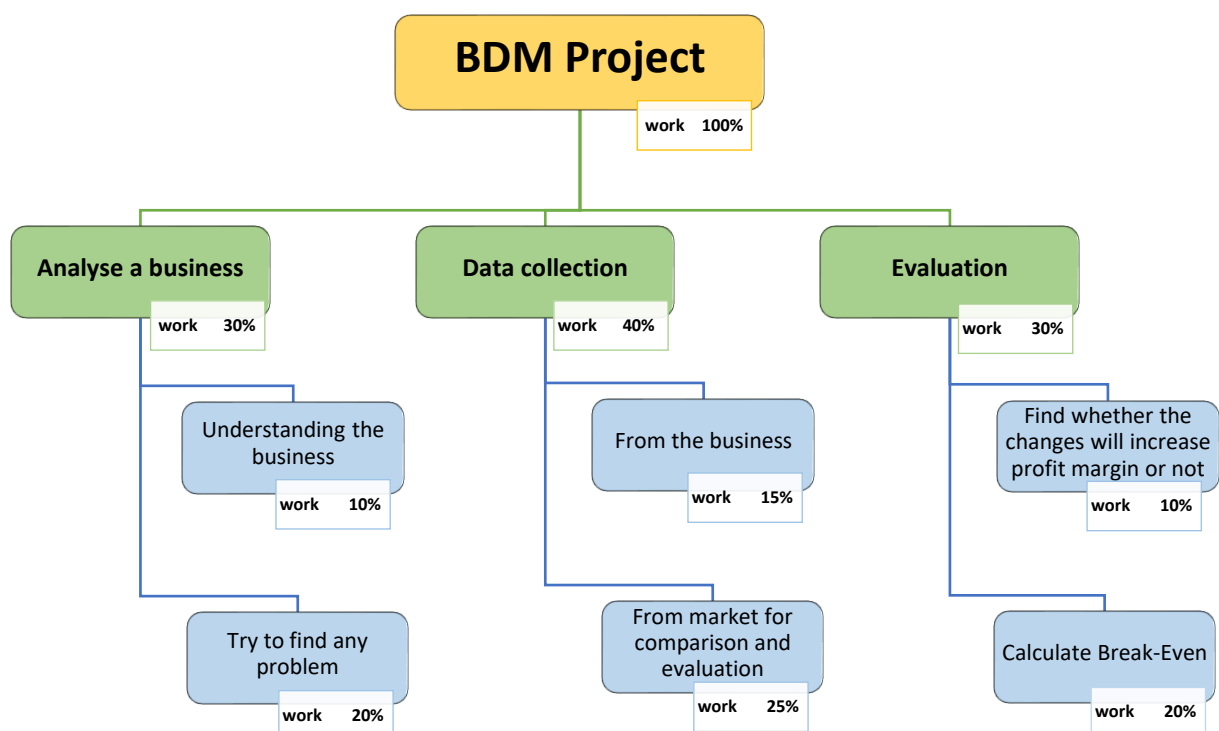 BDM Project
work 100%
Analyse a business
work 30%
Data collection
work 40%
Evaluation
work 30%
Understanding the
business
work 10%
From the business
work 15%
Find whether the
changes will increase
profit margin or not
work 10%
Try to find any
problem
work 20%
From market for
comparison and
evaluation
work 25%
Calculate Break-Even
work 20%